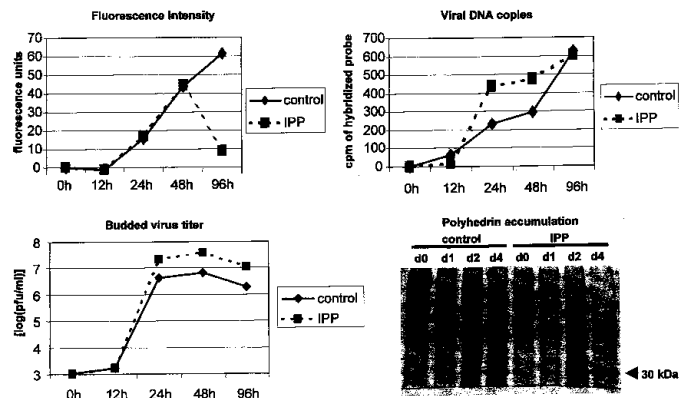 Fluorescence Intensity
fluorescence units
70
60
50
40
30
20
10
0
0h 12h 24h 48h 96h
control
IPP
Viral DNA copies
cpm of hybridized probe
700
600
500
400
300
200
100
0
0h 12h 24h 48h 96h
control
IPP
Budded virus titer
[log(pfu/ml)]
8
7
6
5
4
3
0h 12h 24h 48h 96h
control
IPP
Polyhedrin accumulation
control IPP
d0 d1 d2 d4 d0 d1 d2 d4
30 kDa